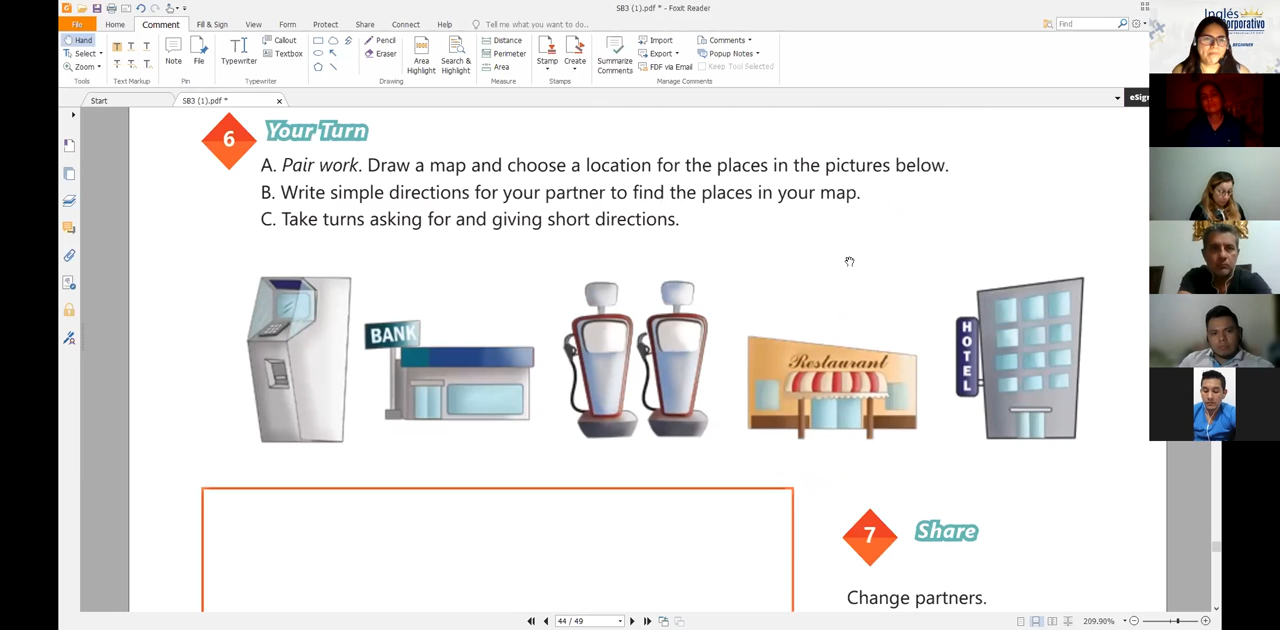 SB3 (1).pdf * - Foxit Reader
File Home Comment Fill & Sign View Form Protect Share Connect Help Tell me what you want to do... Find
Hand
Select
Zoom
Tools
Text Markup
Note
File
Pin
Typewriter
Callout
Textbox
Typewriter
Pencil
Eraser
Drawing
Area Highlight
Search & Highlight
Distance
Perimeter
Area
Measure
Stamp
Create
Stamps
Summarize Comments
Import
Export
FDF via Email
Comments
Popup Notes
Keep Tool Selected
Manage Comments
Start SB3 (1).pdf * eSign
6 Your Turn
A. Pair work. Draw a map and choose a location for the places in the pictures below.
B. Write simple directions for your partner to find the places in your map.
C. Take turns asking for and giving short directions.
BANK
Restaurant
HOTEL
7 Share
Change partners.
44 / 49
209.90%
Inglés
BEGINNER